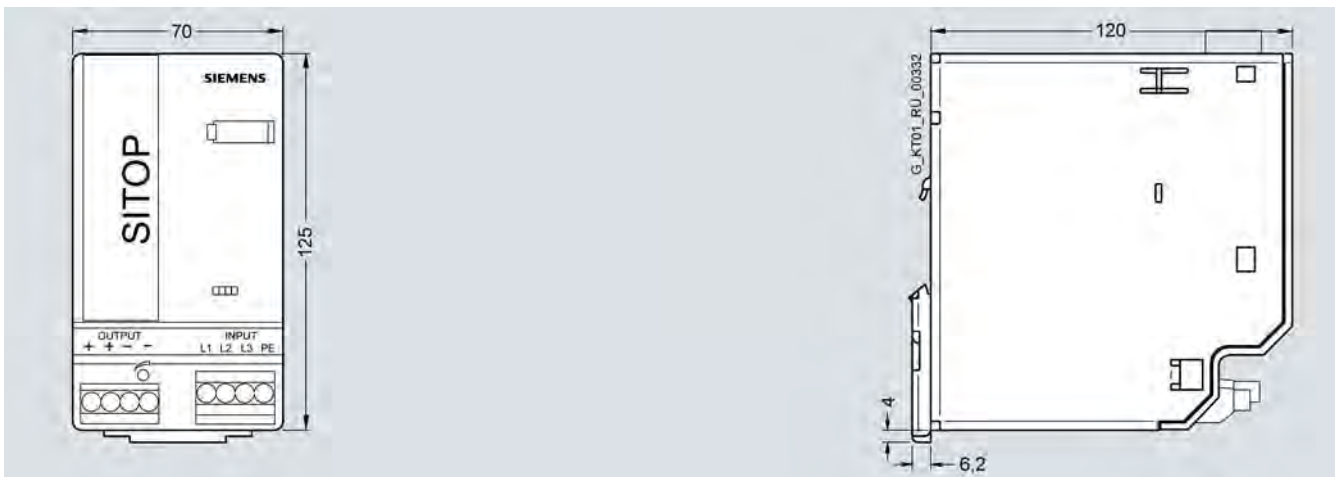 70
SIEMENS
SITOP
125
OUTPUT
+ + − −
INPUT
L1 L2 L3 PE
120
G_KT01_RU_00332
4
6,2